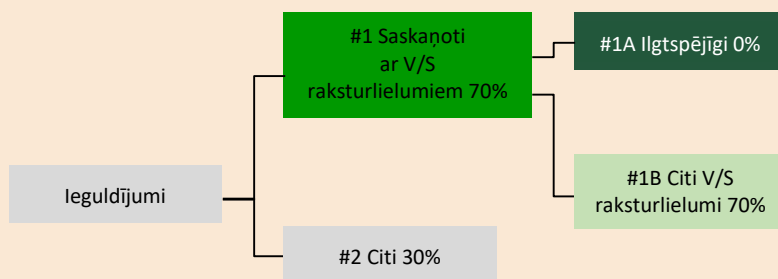 #1 Saskaņoti
ar V/S
raksturlielumiem 70%
#1A Ilgtspējīgi 0%
Ieguldījumi
#1B Citi V/S
raksturlielumi 70%
#2 Citi 30%